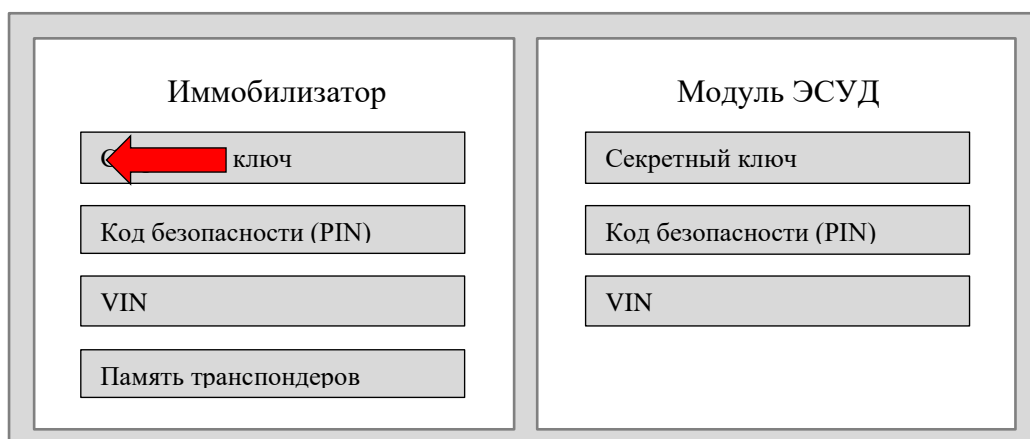 Иммобилизатор
ключ
Код безопасности (PIN)
VIN
Память транспондеров
Модуль ЭСУД
Секретный ключ
Код безопасности (PIN)
VIN